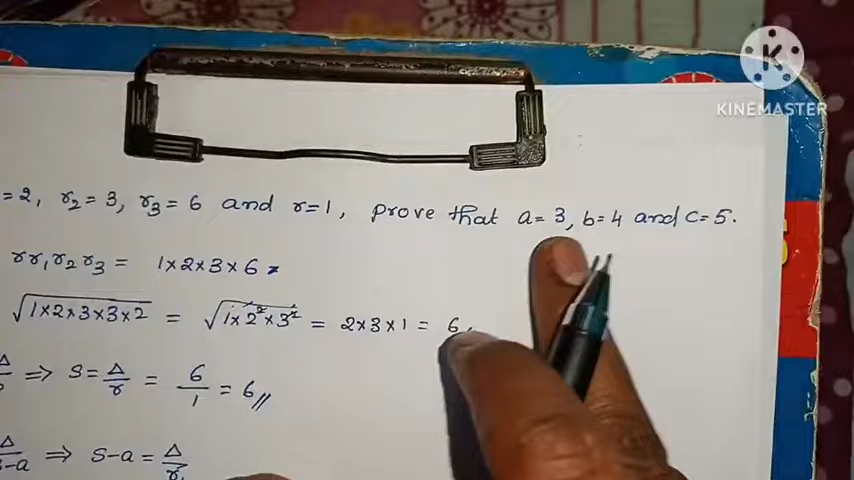 KINEMASTER
=2, r₂=3, r₃=6 and r=1, prove that a=3, b=4 and c=5.
rr₁r₂r₃ = 1×2×3×6
√1×2×3×3×2 = √1×2²×3² = 2×3×1 = 6
⇒ S=Δ/r = 6/1 = 6//
⇒ S-a = Δ/r₁